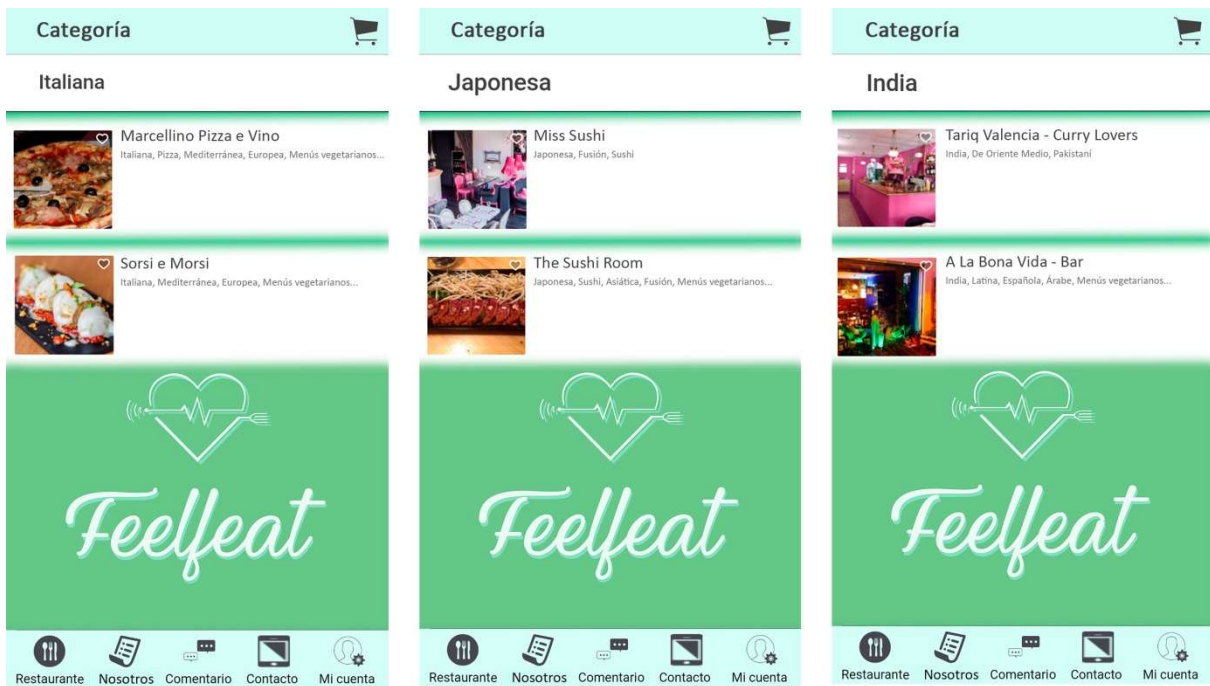 Categoría
Italiana
Marcellino Pizza e Vino
Italiana, Pizza, Mediterránea, Europea, Menús vegetarianos...
Sorsi e Morsi
Italiana, Mediterránea, Europea, Menús vegetarianos...
Feelfeat
Restaurante Nosotros Comentario Contacto Mi cuenta
Categoría
Japonesa
Miss Sushi
Japonesa, Fusión, Sushi
The Sushi Room
Japonesa, Sushi, Asiática, Fusión, Menús vegetarianos...
Feelfeat
Restaurante Nosotros Comentario Contacto Mi cuenta
Categoría
India
Tariq Valencia - Curry Lovers
India, De Oriente Medio, Pakistaní
A La Bona Vida - Bar
India, Latina, Española, Árabe, Menús vegetarianos...
Feelfeat
Restaurante Nosotros Comentario Contacto Mi cuenta